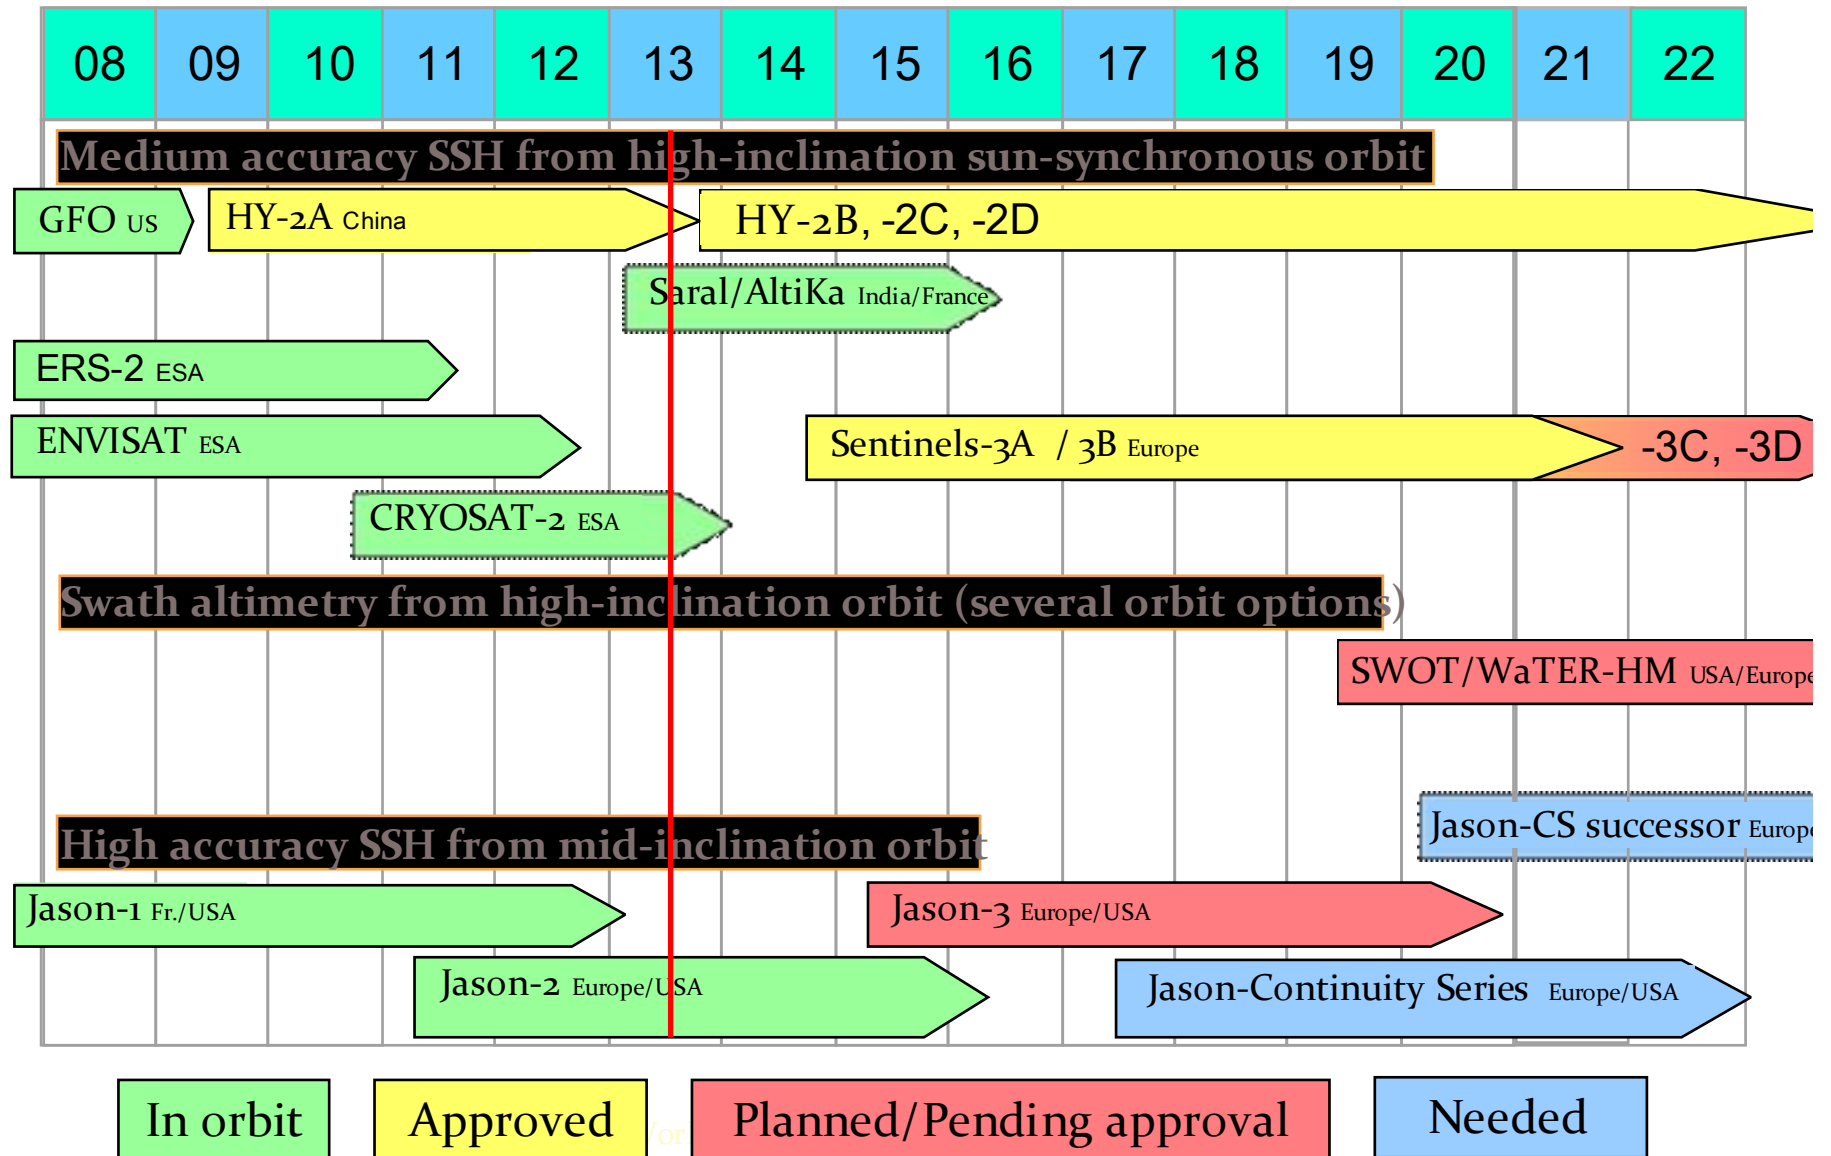 08 09 10 11 12 13 14 15 16 17 18 19 20 21 22
Medium accuracy SSH from high-inclination sun-synchronous orbit
GFO US HY-2A China HY-2B, -2C, -2D
Saral/AltiKa India/France
ERS-2 ESA
ENVISAT ESA Sentinels-3A / 3B Europe -3C, -3D
CRYOSAT-2 ESA
Swath altimetry from high-inclination orbit (several orbit options)
SWOT/WaTER-HM USA/Europe
Jason-CS successor Europe
High accuracy SSH from mid-inclination orbit
Jason-1 Fr./USA Jason-3 Europe/USA
Jason-2 Europe/USA Jason-Continuity Series Europe/USA
In orbit Approved /or Planned/Pending approval Needed